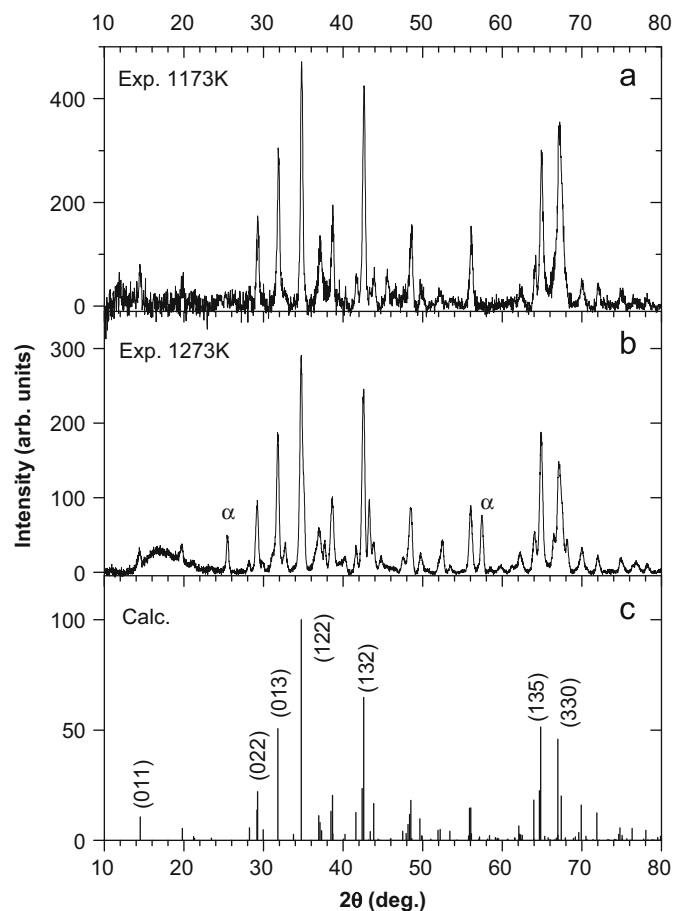 10 20 30 40 50 60 70 80
Exp. 1173K
a
400
200
0
Exp. 1273K
b
300
200
100
0
α
α
Calc.
c
100
50
0
(011)
(022)
(013)
(122)
(132)
(135)
(330)
10 20 30 40 50 60 70 80
2θ (deg.)
Intensity (arb. units)